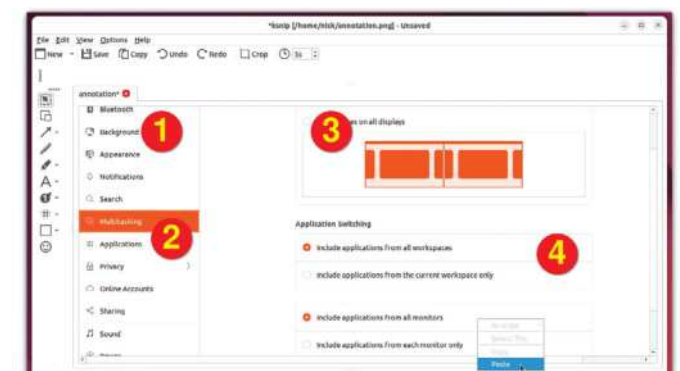 *ksnip [/home/nick/annotation.png] - Unsaved
File Edit View Options Help
New Save Copy Undo Redo Crop
annotation*
Bluetooth
Background
Appearance
Notifications
Search
Multitasking
Applications
Privacy
Online Accounts
Sharing
Sound
1
2
3
4
es on all displays
Application Switching
Include applications from all workspaces
Include applications from the current workspace only
Include applications from all monitors
Include applications from each monitor only
Paste